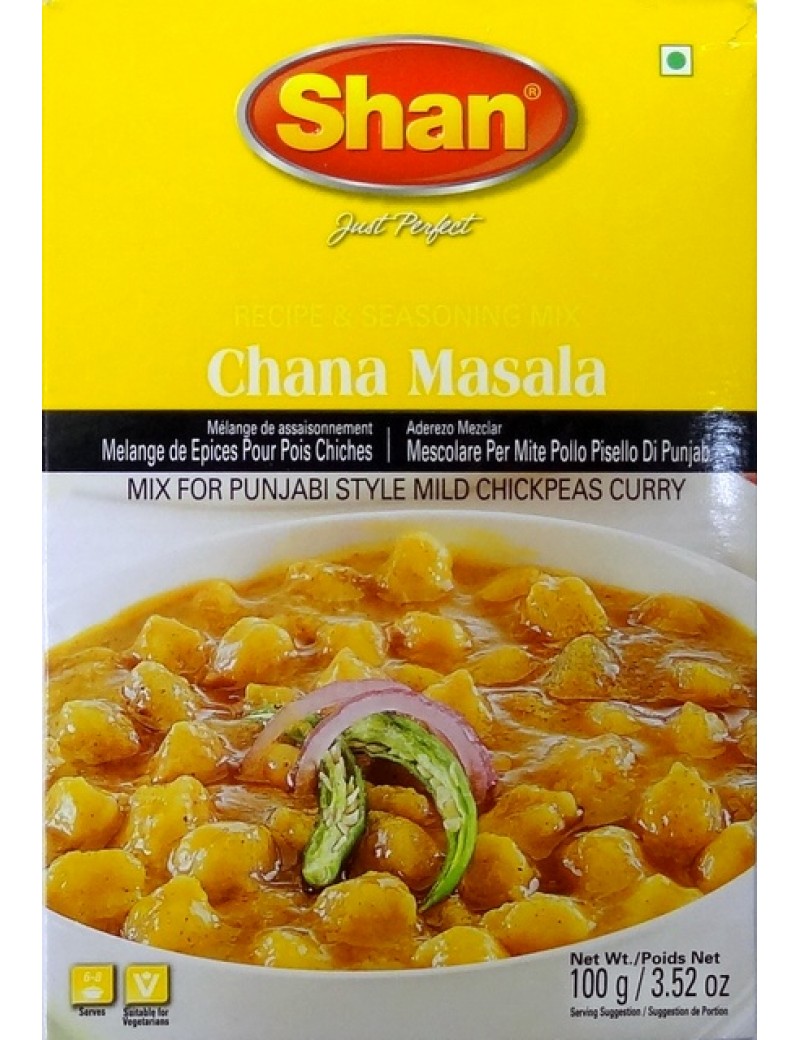 Shan®
Just Perfect
RECIPE & SEASONING MIX
Chana Masala
Mélange de assaisonnement
Melange de Epices Pour Pois Chiches
Aderezo Mezclar
Mescolare Per Mite Pollo Pisello Di Punjab
MIX FOR PUNJABI STYLE MILD CHICKPEAS CURRY
Net Wt./Poids Net
100 g / 3.52 oz
Serving Suggestion / Suggestion de Portion
6-8
Serves
V
Suitable for
Vegetarians